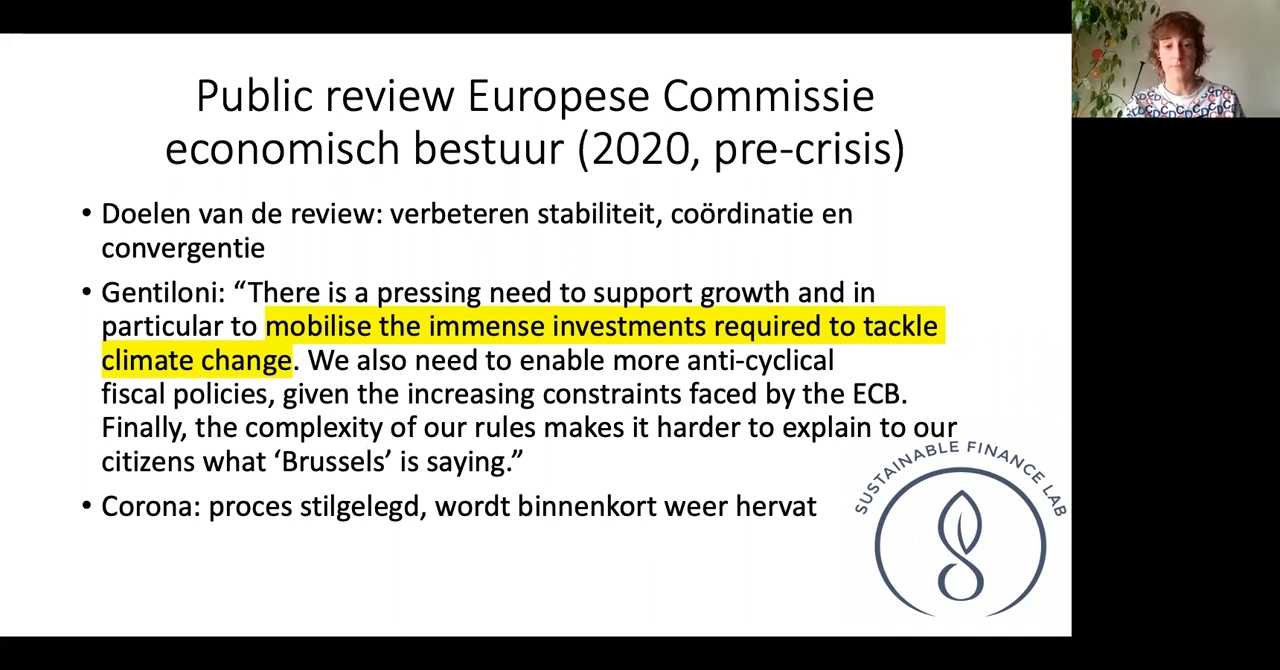 Public review Europese Commissie
economisch bestuur (2020, pre-crisis)
• Doelen van de review: verbeteren stabiliteit, coördinatie en
convergentie
• Gentiloni: “There is a pressing need to support growth and in
particular to mobilise the immense investments required to tackle
climate change. We also need to enable more anti-cyclical
fiscal policies, given the increasing constraints faced by the ECB.
Finally, the complexity of our rules makes it harder to explain to our
citizens what ‘Brussels’ is saying.”
• Corona: proces stilgelegd, wordt binnenkort weer hervat
SUSTAINABLE FINANCE LAB